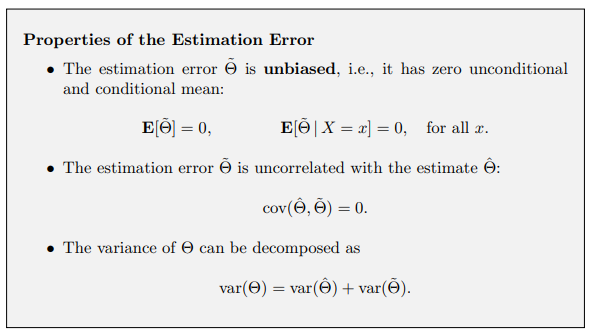 Properties of the Estimation Error
• The estimation error Θ̃ is unbiased, i.e., it has zero unconditional
and conditional mean:
E[Θ̃] = 0, E[Θ̃ | X = x] = 0, for all x.
• The estimation error Θ̃ is uncorrelated with the estimate Θ̂:
cov(Θ̂, Θ̃) = 0.
• The variance of Θ can be decomposed as
var(Θ) = var(Θ̂) + var(Θ̃).